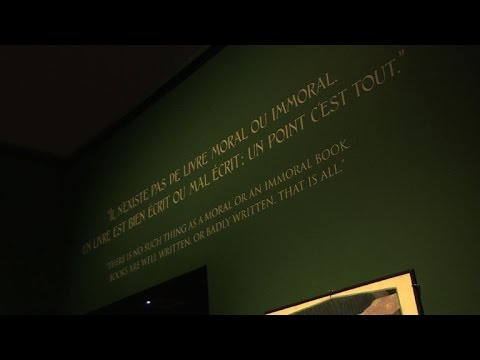 "IL N'EXISTE PAS DE LIVRE MORAL OU IMMORAL.
UN LIVRE EST BIEN ÉCRIT OU MAL ÉCRIT ; UN POINT C'EST TOUT."
"THERE IS NO SUCH THING AS A MORAL OR AN IMMORAL BOOK.
BOOKS ARE WELL WRITTEN, OR BADLY WRITTEN. THAT IS ALL."